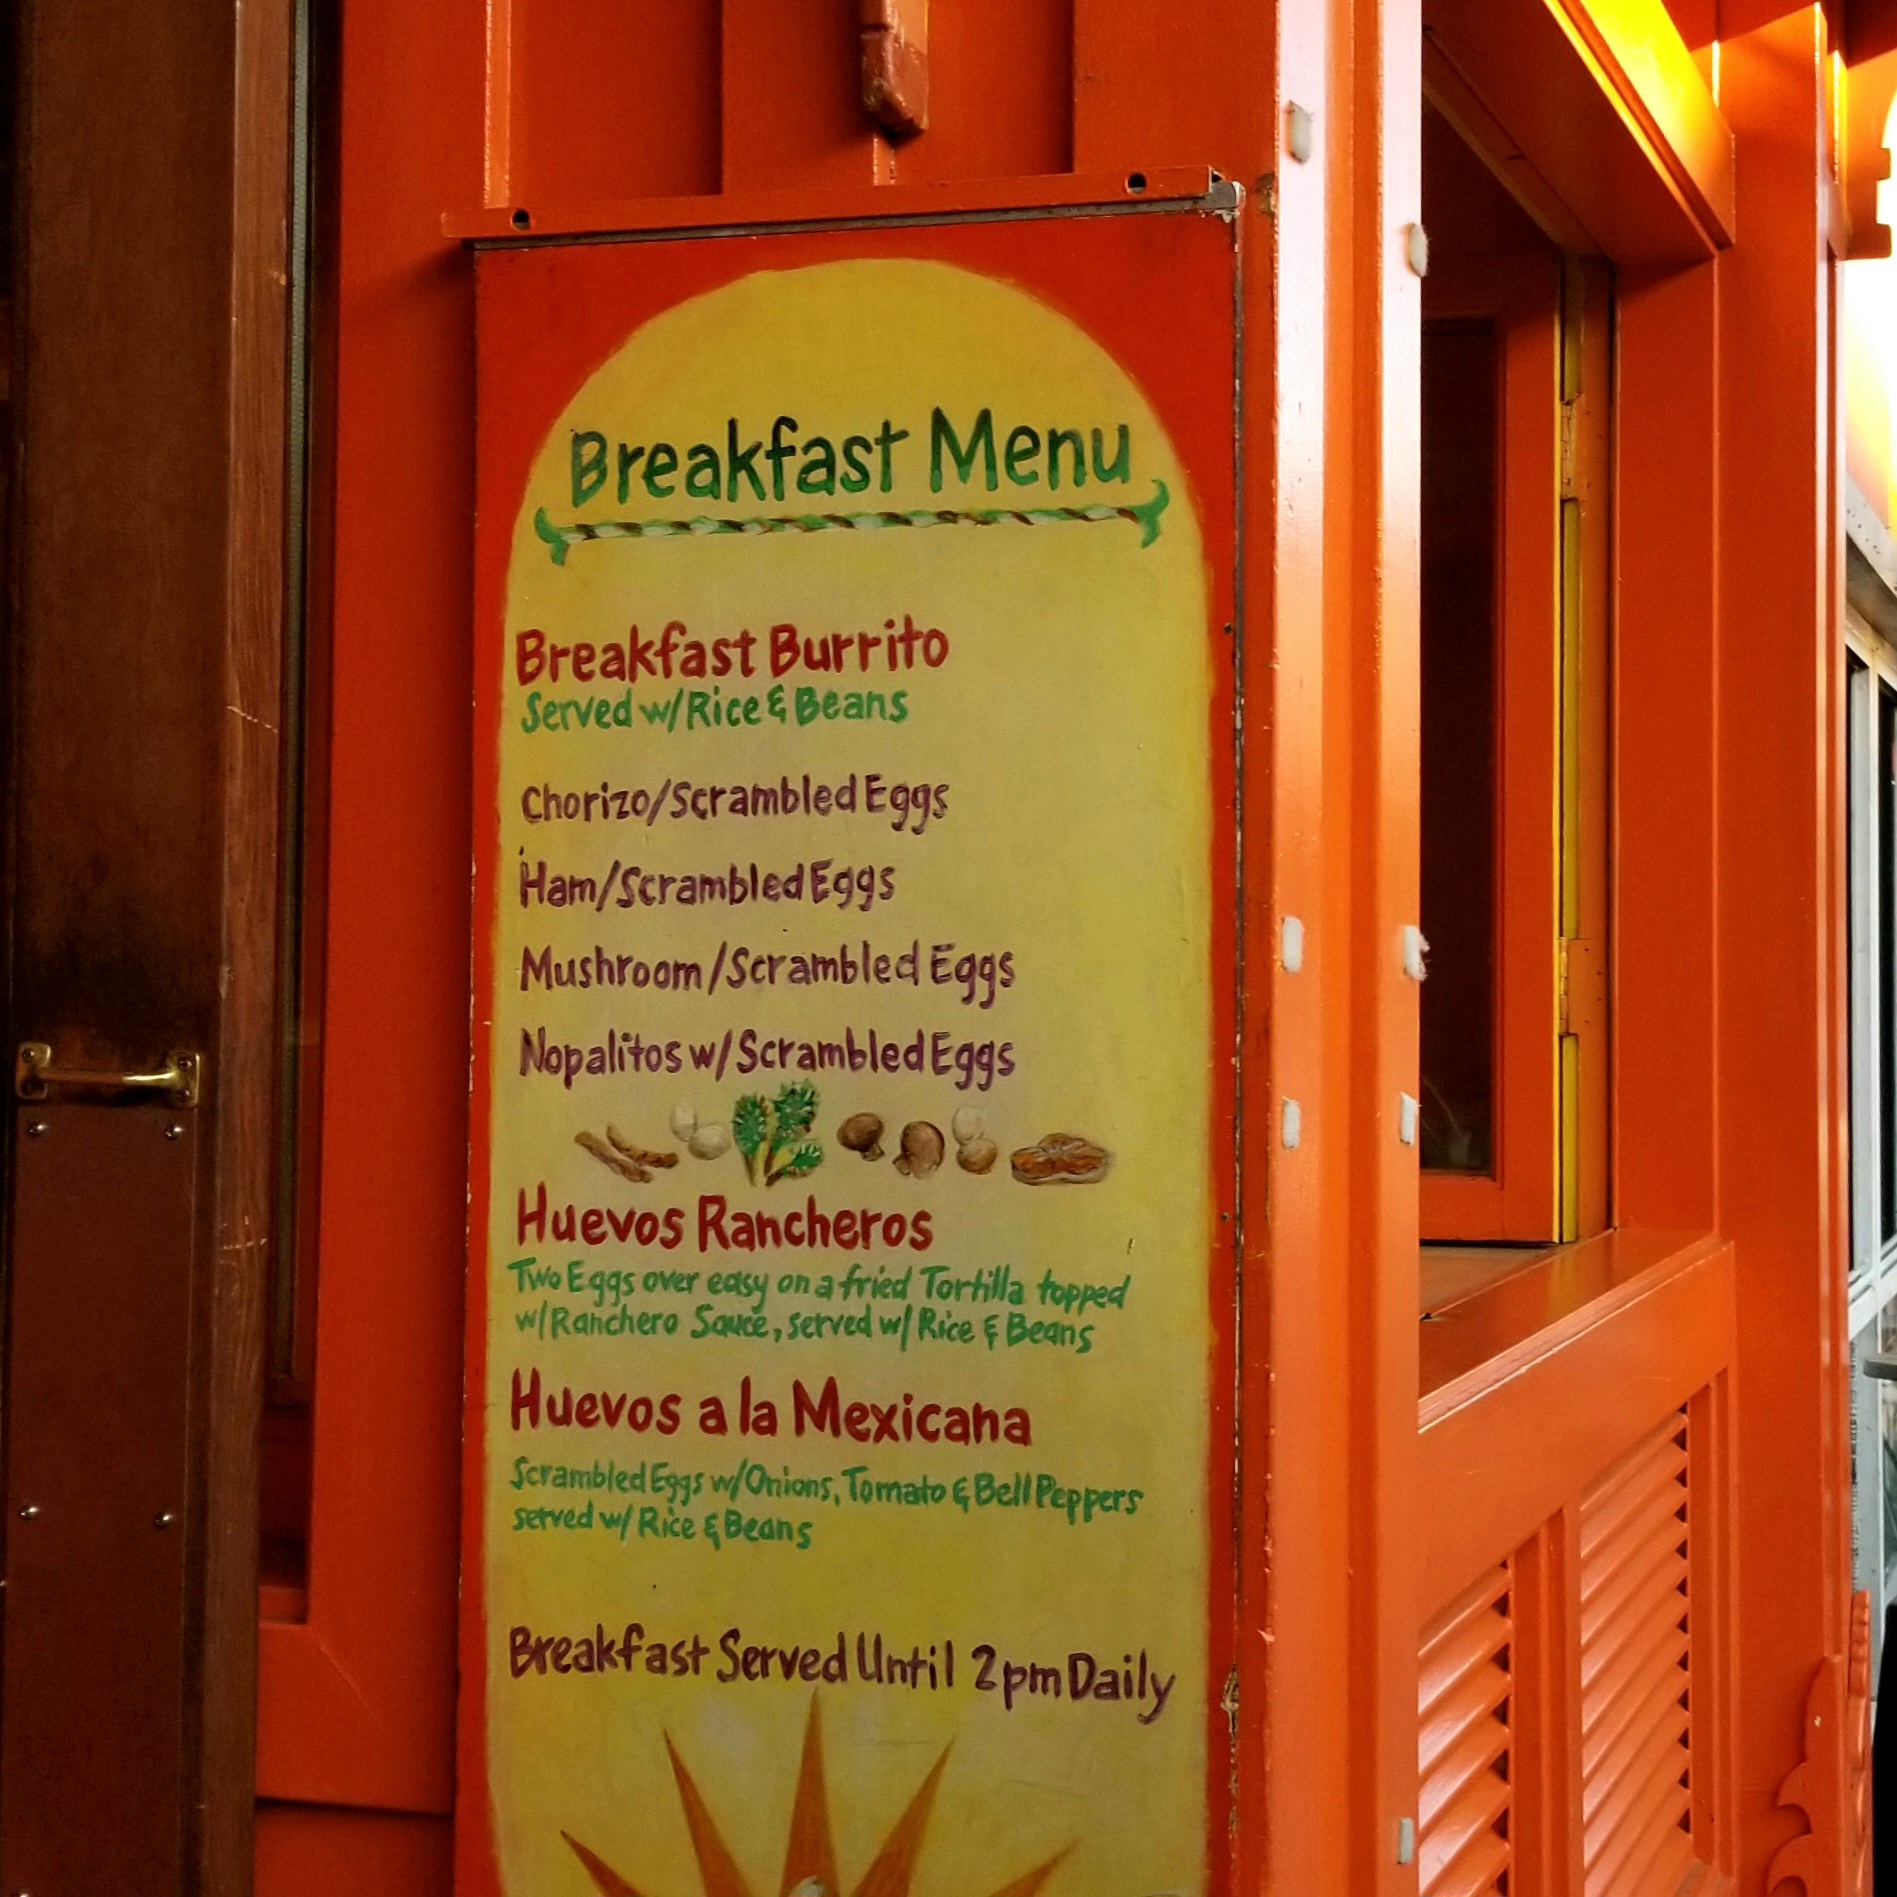 Breakfast Menu
Breakfast Burrito
Served w/Rice & Beans
Chorizo/Scrambled Eggs
Ham/Scrambled Eggs
Mushroom/Scrambled Eggs
Nopalitos w/Scrambled Eggs
Huevos Rancheros
Two Eggs over easy on a fried Tortilla topped
w/Ranchero Sauce, served w/ Rice & Beans
Huevos a la Mexicana
Scrambled Eggs w/Onions, Tomato & Bell Peppers
served w/ Rice & Beans
Breakfast Served Until 2pm Daily